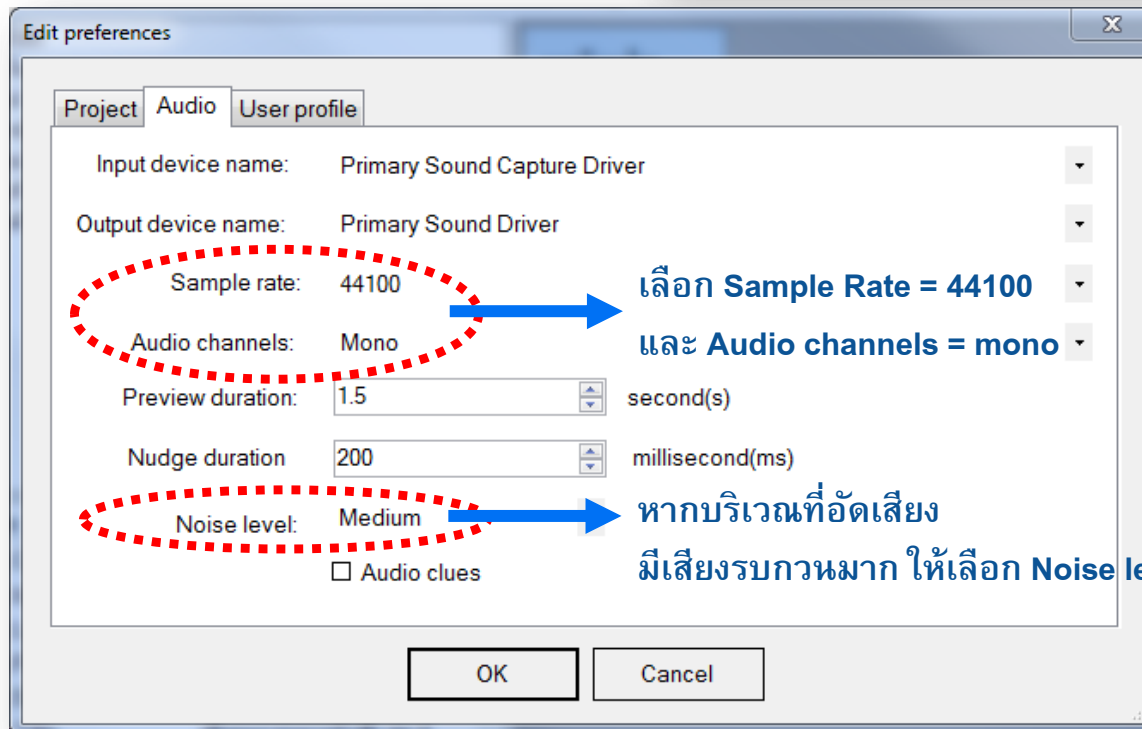 Edit preferences
Project Audio User profile
Input device name: Primary Sound Capture Driver
Output device name: Primary Sound Driver
Sample rate: 44100 เลือก Sample Rate = 44100
Audio channels: Mono และ Audio channels = mono
Preview duration: 1.5 second(s)
Nudge duration 200 millisecond(ms)
Noise level: Medium หากบริเวณที่อัดเสียง
Audio clues มีเสียงรบกวนมาก ให้เลือก Noise le
OK Cancel